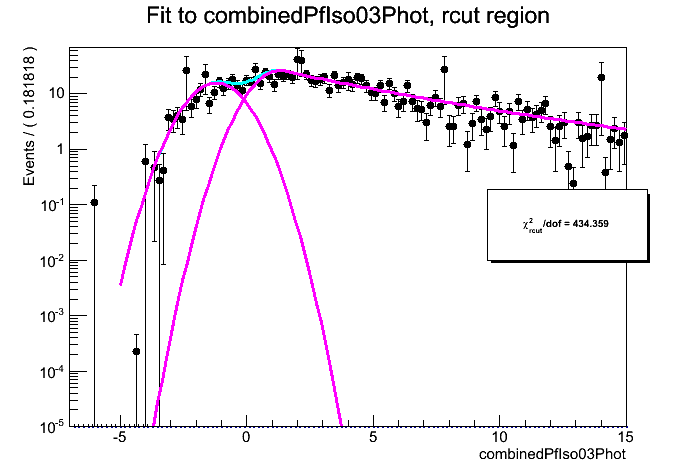 Fit to combinedPfIso03Phot, rcut region
Events / ( 0.181818 )
10
1
10⁻¹
10⁻²
10⁻³
10⁻⁴
10⁻⁵
χ²rcut/dof = 434.359
-5 0 5 10 15
combinedPfIso03Phot